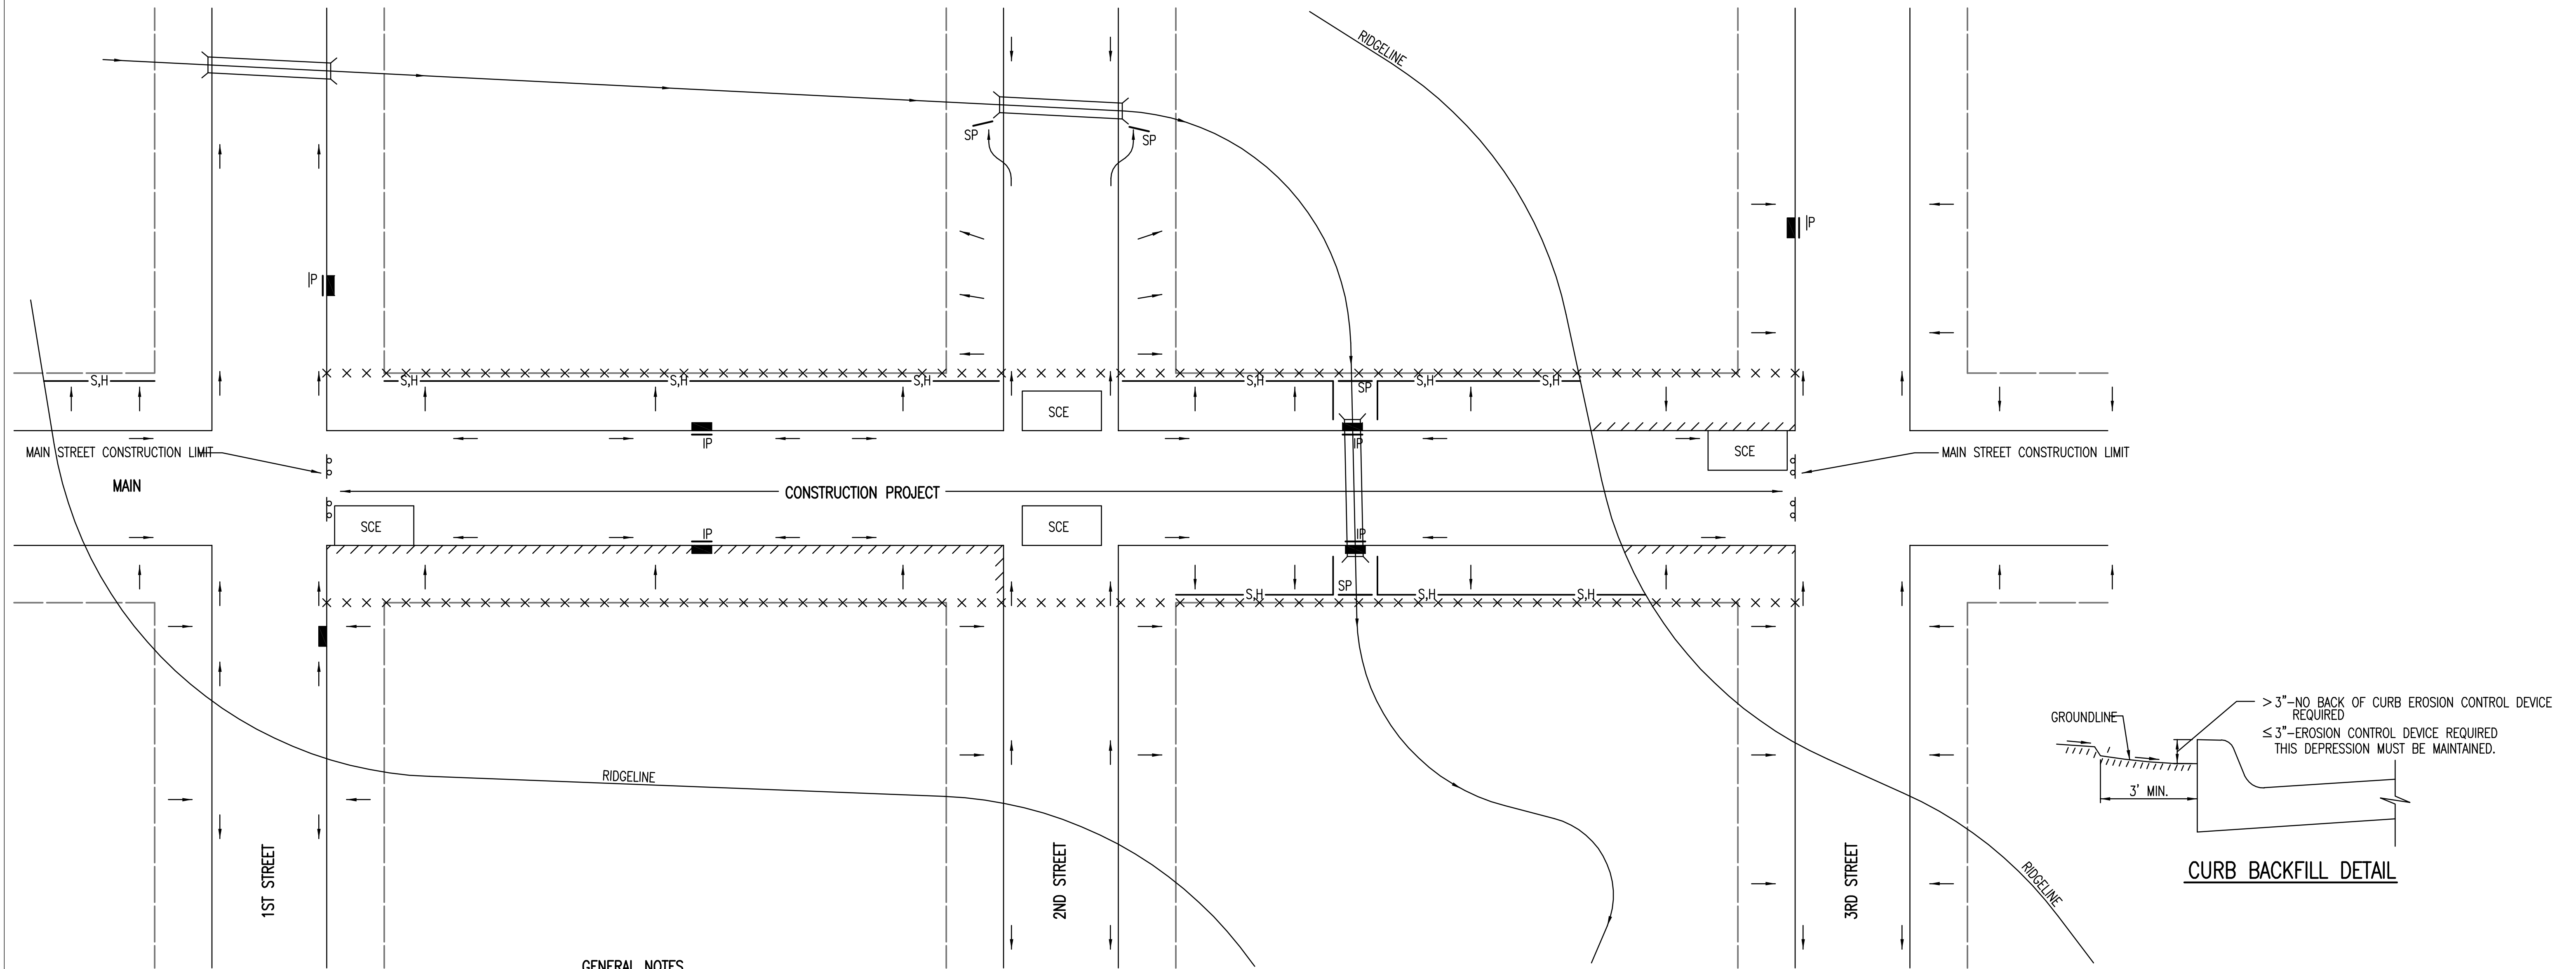 RIDGELINE
SP
SP
IP
IP
S,H
S,H
S,H
S,H
S,H
S,H
S,H
SP
SCE
IP
IP
SCE
MAIN STREET CONSTRUCTION LIMIT
MAIN STREET CONSTRUCTION LIMIT
MAIN
CONSTRUCTION PROJECT
SCE
SCE
IP
IP
SP
S,H
S,H
S,H
RIDGELINE
1ST STREET
2ND STREET
3RD STREET
RIDGELINE
GROUNDLINE
> 3"-NO BACK OF CURB EROSION CONTROL DEVICE
REQUIRED
≤ 3"-EROSION CONTROL DEVICE REQUIRED
THIS DEPRESSION MUST BE MAINTAINED.
3' MIN.
CURB BACKFILL DETAIL
GENERAL NOTES